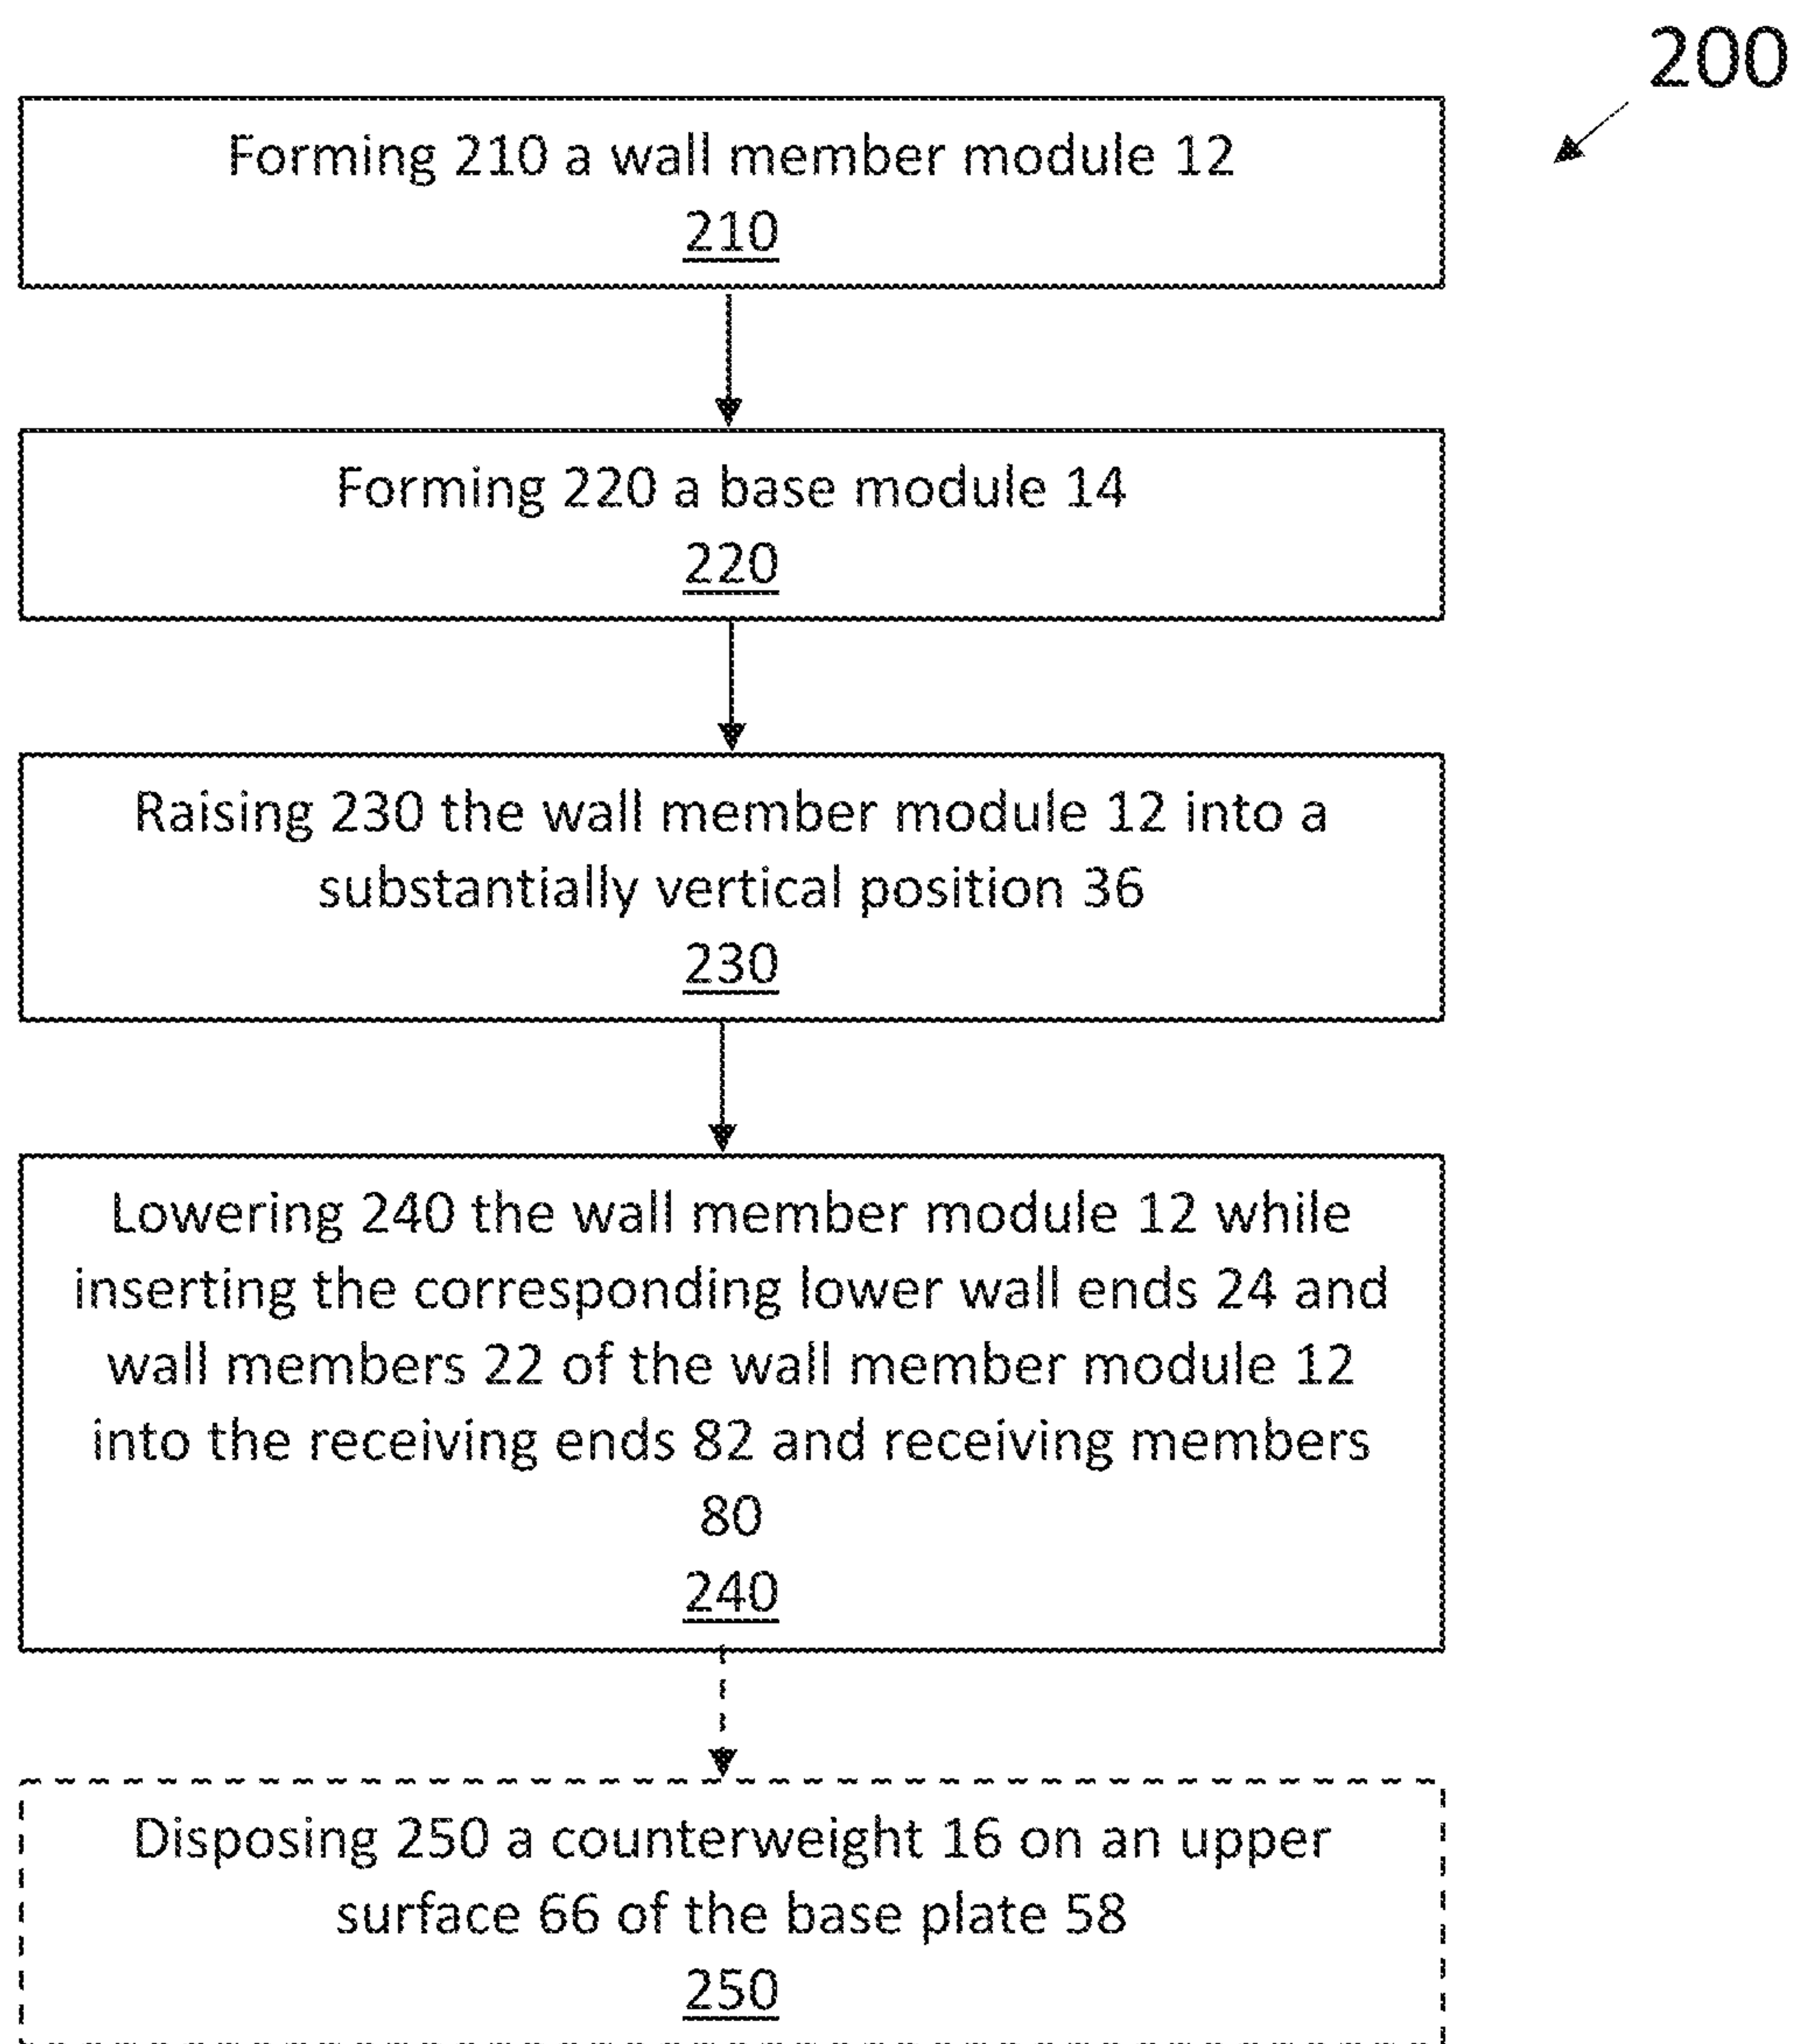 200
Forming 210 a wall member module 12
210
Forming 220 a base module 14
220
Raising 230 the wall member module 12 into a
substantially vertical position 36
230
Lowering 240 the wall member module 12 while
inserting the corresponding lower wall ends 24 and
wall members 22 of the wall member module 12
into the receiving ends 82 and receiving members
80
240
Disposing 250 a counterweight 16 on an upper
surface 66 of the base plate 58
250